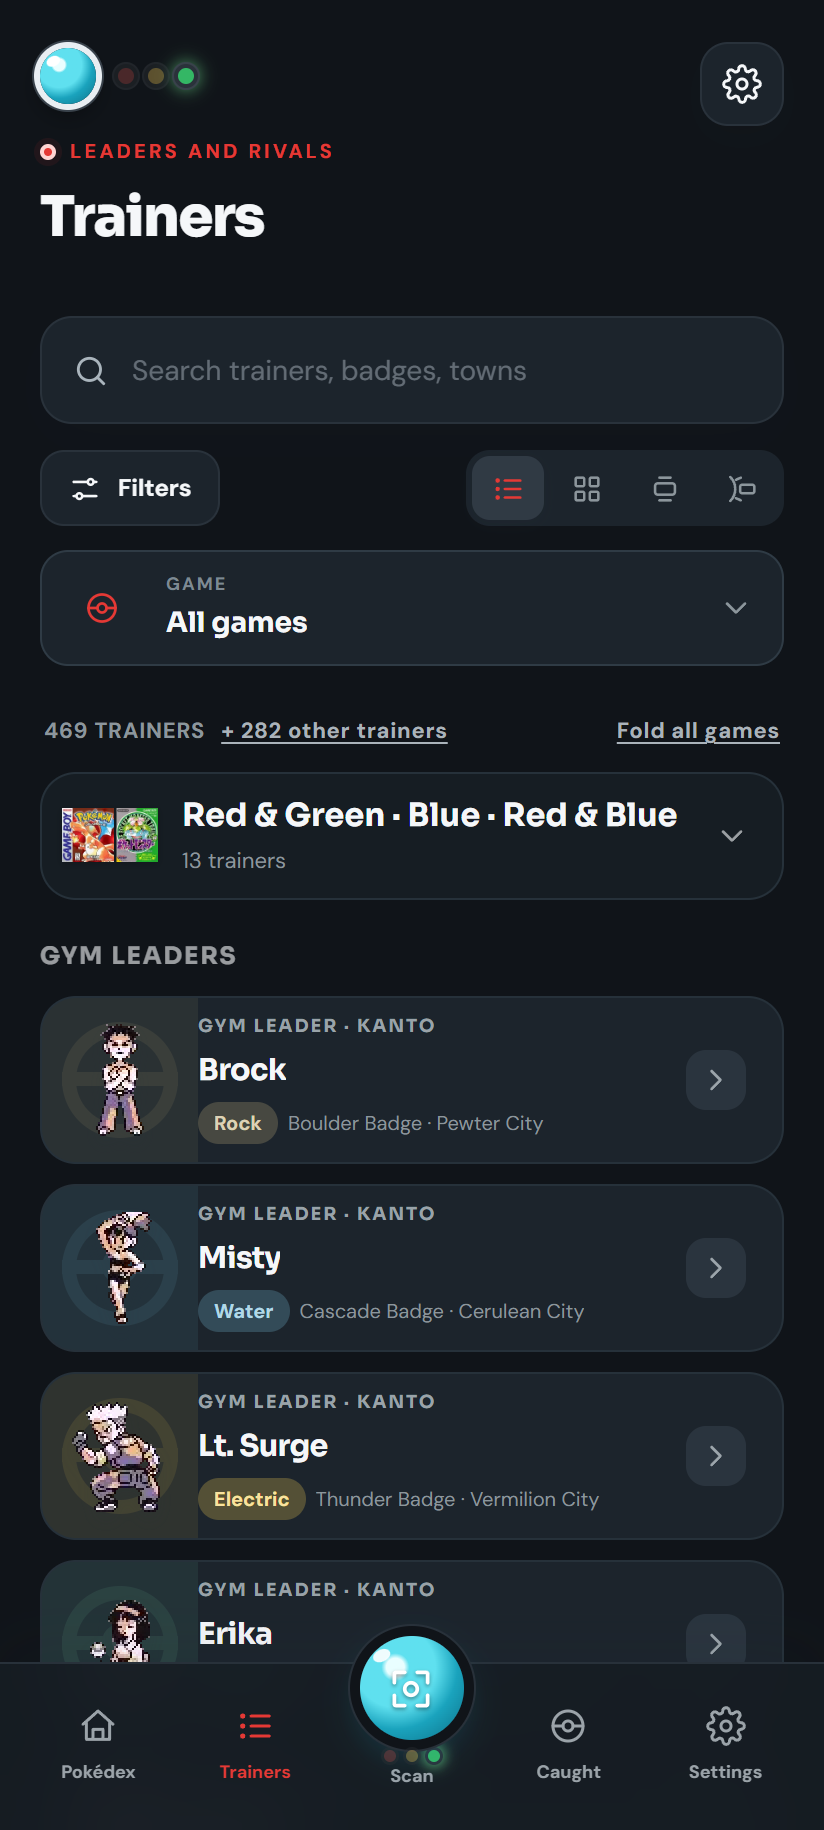 LEADERS AND RIVALS
Trainers
Search trainers, badges, towns
Filters
GAME
All games
469 TRAINERS + 282 other trainers Fold all games
GAME BOY
Red & Green · Blue · Red & Blue
13 trainers
GYM LEADERS
GYM LEADER · KANTO
Brock
Rock Boulder Badge · Pewter City
GYM LEADER · KANTO
Misty
Water Cascade Badge · Cerulean City
GYM LEADER · KANTO
Lt. Surge
Electric Thunder Badge · Vermilion City
GYM LEADER · KANTO
Erika
Pokédex Trainers Scan Caught Settings